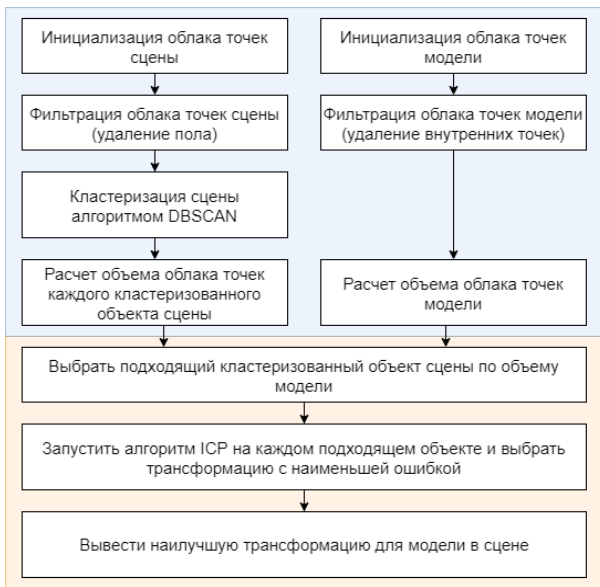 Инициализация облака точек
сцены
Инициализация облака точек
модели
Фильтрация облака точек сцены
(удаление пола)
Фильтрация облака точек модели
(удаление внутренних точек)
Кластеризация сцены
алгоритмом DBSCAN
Расчет объема облака точек
каждого кластеризованного
объекта сцены
Расчет объема облака точек
модели
Выбрать подходящий кластеризованный объект сцены по объему
модели
Запустить алгоритм ICP на каждом подходящем объекте и выбрать
трансформацию с наименьшей ошибкой
Вывести наилучшую трансформацию для модели в сцене